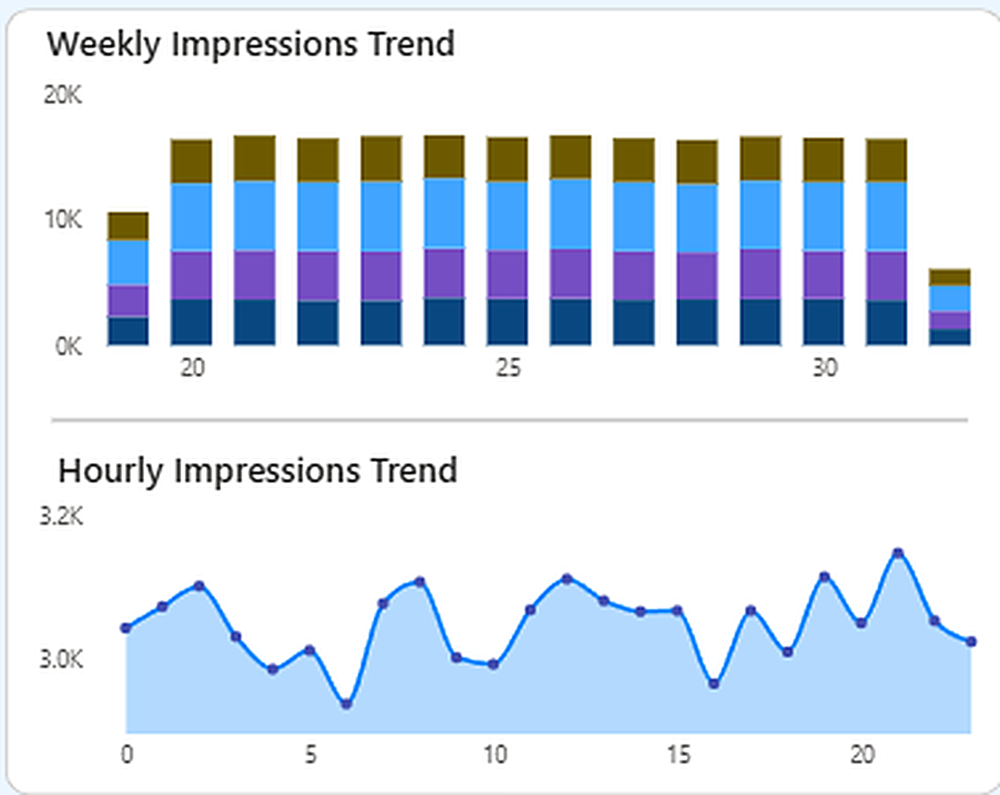 Weekly Impressions Trend
20K
10K
0K
20 25 30
Hourly Impressions Trend
3.2K
3.0K
0 5 10 15 20